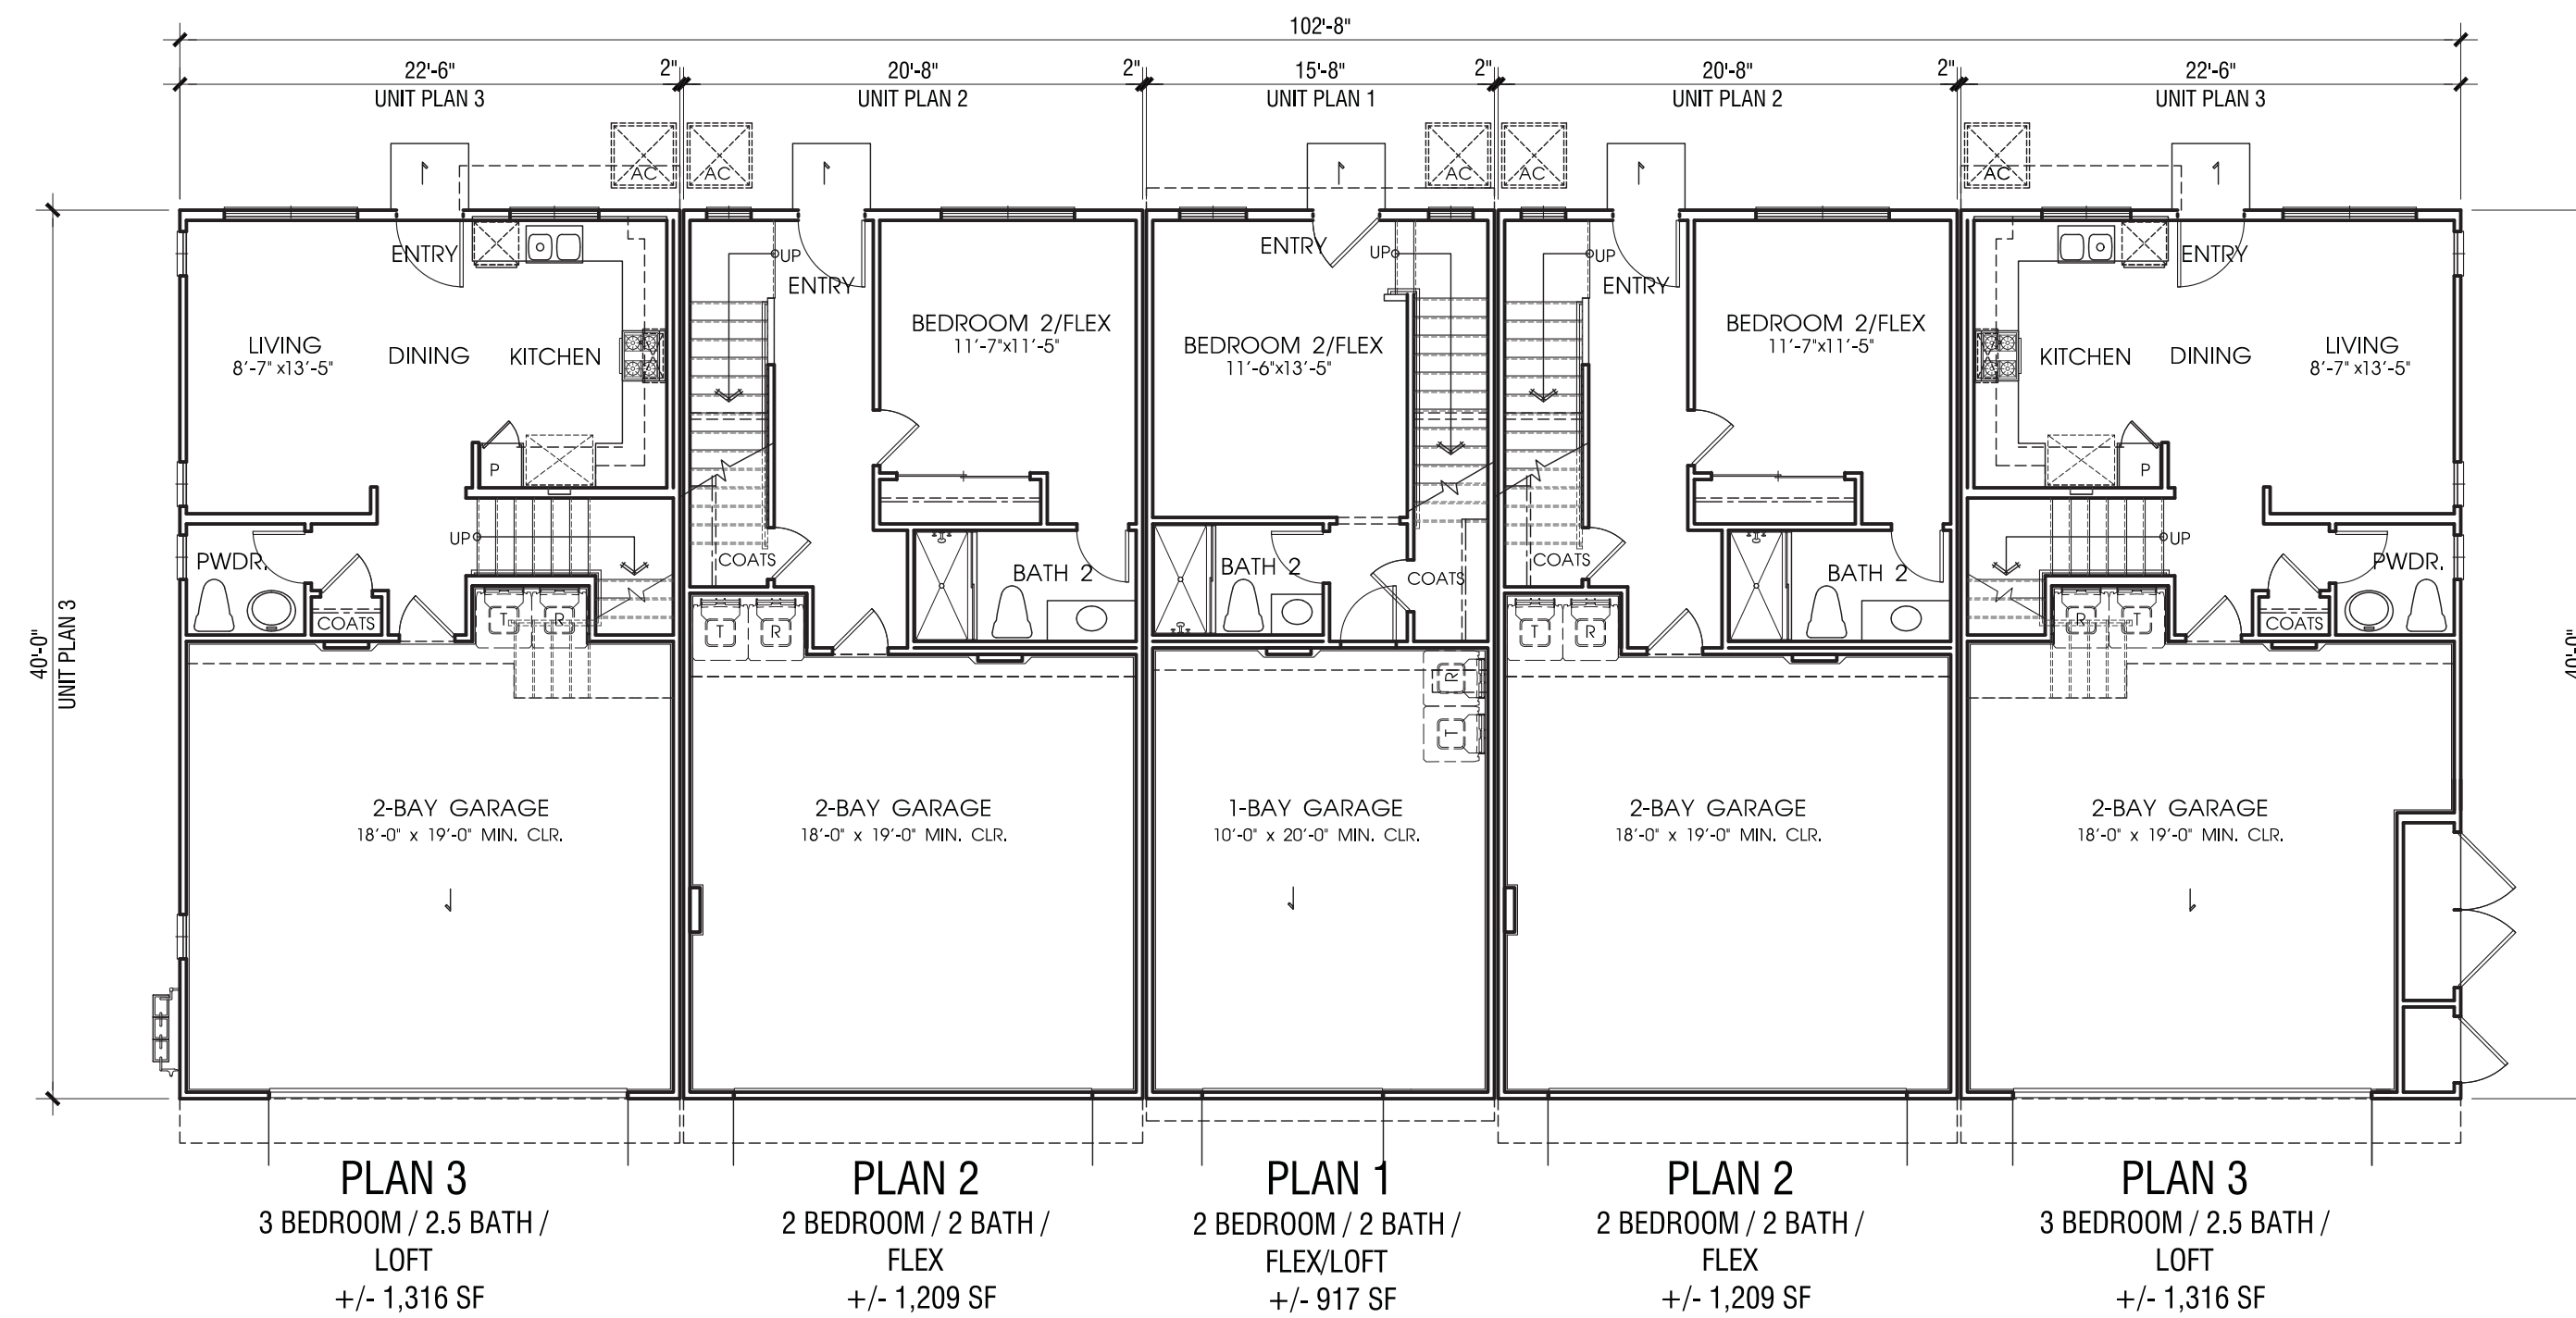 102'-8"
22'-6" 2" 20'-8" 2" 15'-8" 2" 20'-8" 2" 22'-6"
UNIT PLAN 3 UNIT PLAN 2 UNIT PLAN 1 UNIT PLAN 2 UNIT PLAN 3
AC AC AC AC AC
40'-0"
UNIT PLAN 3
ENTRY
LIVING
8'-7" x13'-5"
DINING
KITCHEN
P
UP
PWDR.
COATS
T R
2-BAY GARAGE
18'-0" x 19'-0" MIN. CLR.
UP
ENTRY
BEDROOM 2/FLEX
11'-7"x11'-5"
COATS
BATH 2
T R
2-BAY GARAGE
18'-0" x 19'-0" MIN. CLR.
ENTRY
UP
BEDROOM 2/FLEX
11'-6"x13'-5"
BATH 2
COATS
R
T
1-BAY GARAGE
10'-0" x 20'-0" MIN. CLR.
UP
ENTRY
BEDROOM 2/FLEX
11'-7"x11'-5"
COATS
BATH 2
T R
2-BAY GARAGE
18'-0" x 19'-0" MIN. CLR.
ENTRY
KITCHEN
DINING
LIVING
8'-7" x13'-5"
P
UP
PWDR.
COATS
R T
2-BAY GARAGE
18'-0" x 19'-0" MIN. CLR.
40'-0"
PLAN 3
3 BEDROOM / 2.5 BATH /
LOFT
+/- 1,316 SF
PLAN 2
2 BEDROOM / 2 BATH /
FLEX
+/- 1,209 SF
PLAN 1
2 BEDROOM / 2 BATH /
FLEX/LOFT
+/- 917 SF
PLAN 2
2 BEDROOM / 2 BATH /
FLEX
+/- 1,209 SF
PLAN 3
3 BEDROOM / 2.5 BATH /
LOFT
+/- 1,316 SF